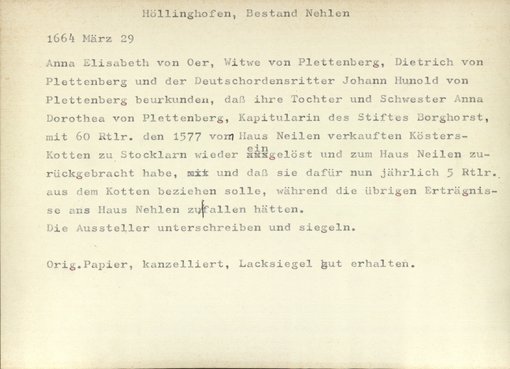 Höllinghofen, Bestand Nehlen
1664 März 29
Anna Elisabeth von Oer, Witwe von Plettenberg, Dietrich von
Plettenberg und der Deutschordensritter Johann Hunold von
Plettenberg beurkunden, daß ihre Tochter und Schwester Anna
Dorothea von Plettenberg, Kapitularin des Stiftes Borghorst,
mit 60 Rtlr. den 1577 vom Haus Neilen verkauften Kösters-
Kotten zu Stocklarn wieder eingelöst und zum Haus Neilen zu-
rückgebracht habe, und daß sie dafür nun jährlich 5 Rtlr.
aus dem Kotten beziehen solle, während die übrigen Erträgnis-
se ans Haus Nehlen zufallen hätten.
Die Aussteller unterschreiben und siegeln.
Orig.Papier, kanzelliert, Lacksiegel gut erhalten.